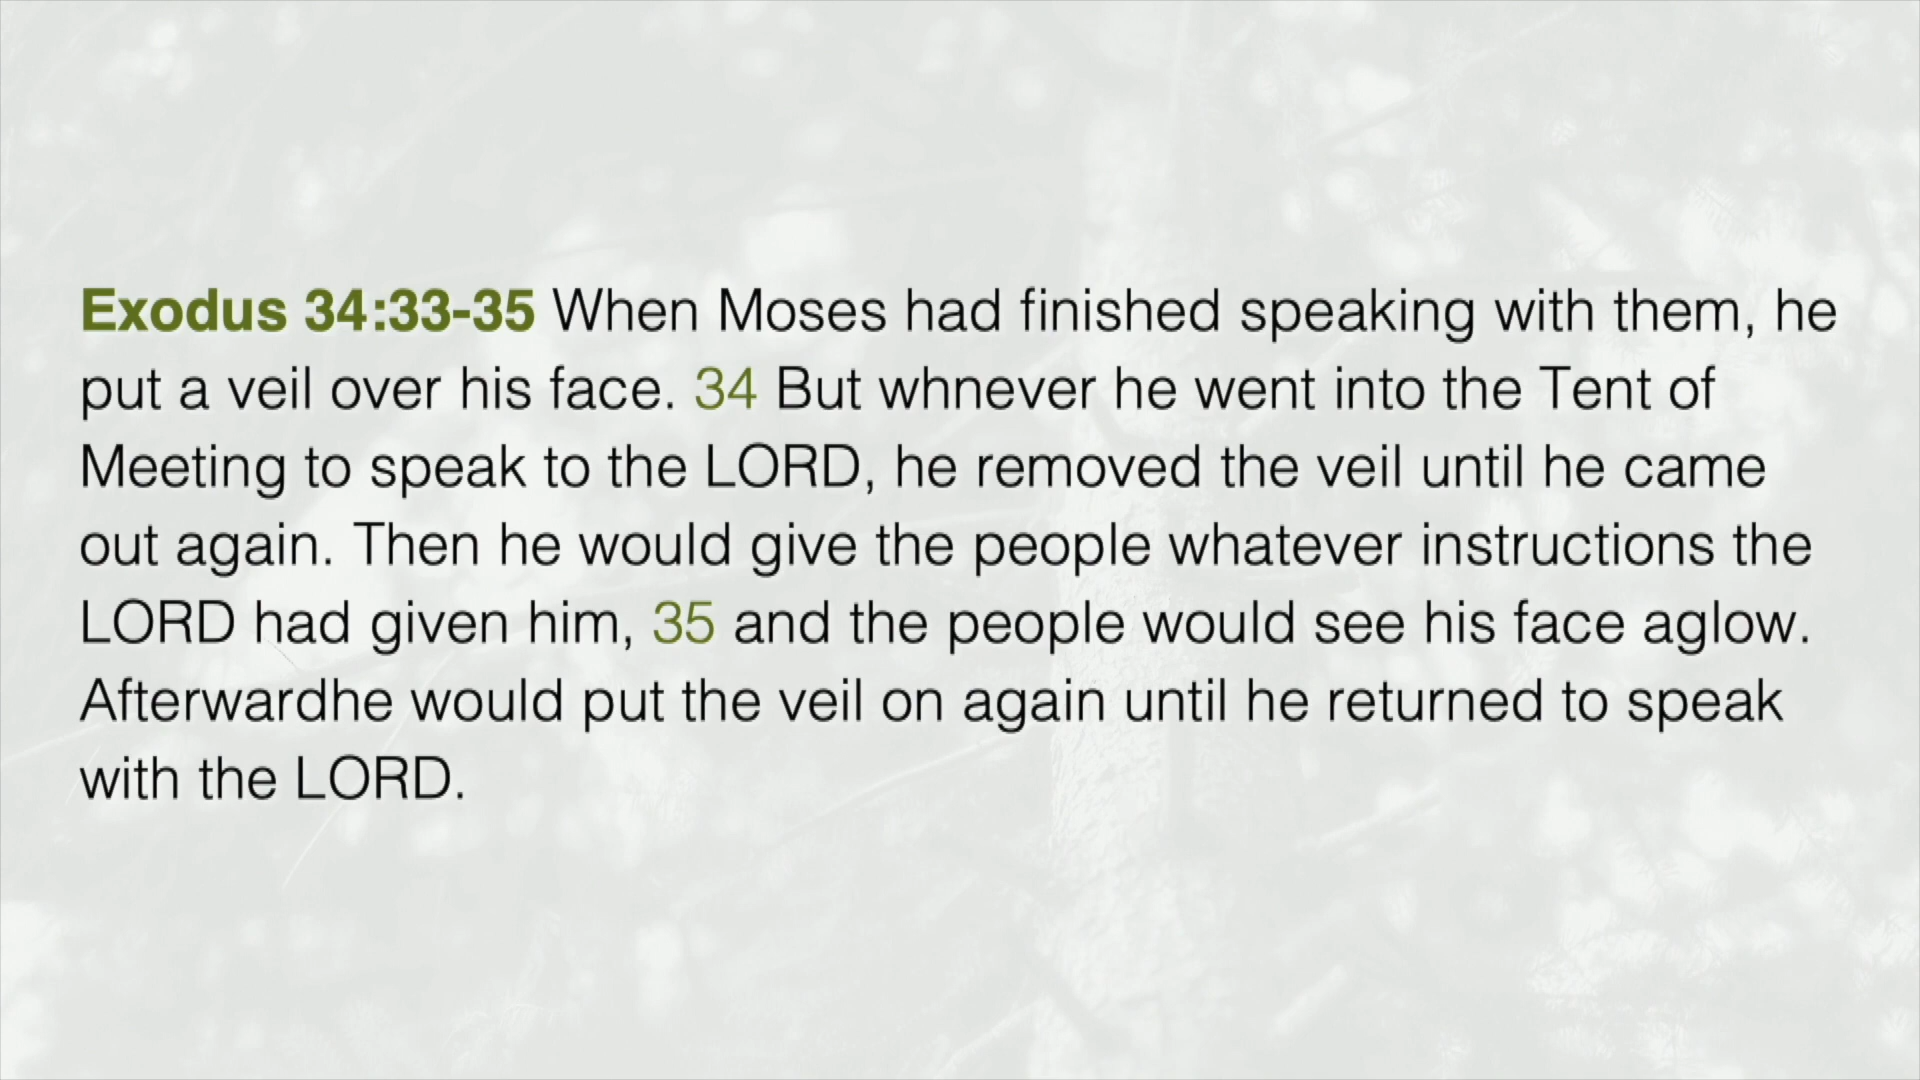 Exodus 34:33-35 When Moses had finished speaking with them, he
put a veil over his face. 34 But whnever he went into the Tent of
Meeting to speak to the LORD, he removed the veil until he came
out again. Then he would give the people whatever instructions the
LORD had given him, 35 and the people would see his face aglow.
Afterwardhe would put the veil on again until he returned to speak
with the LORD.